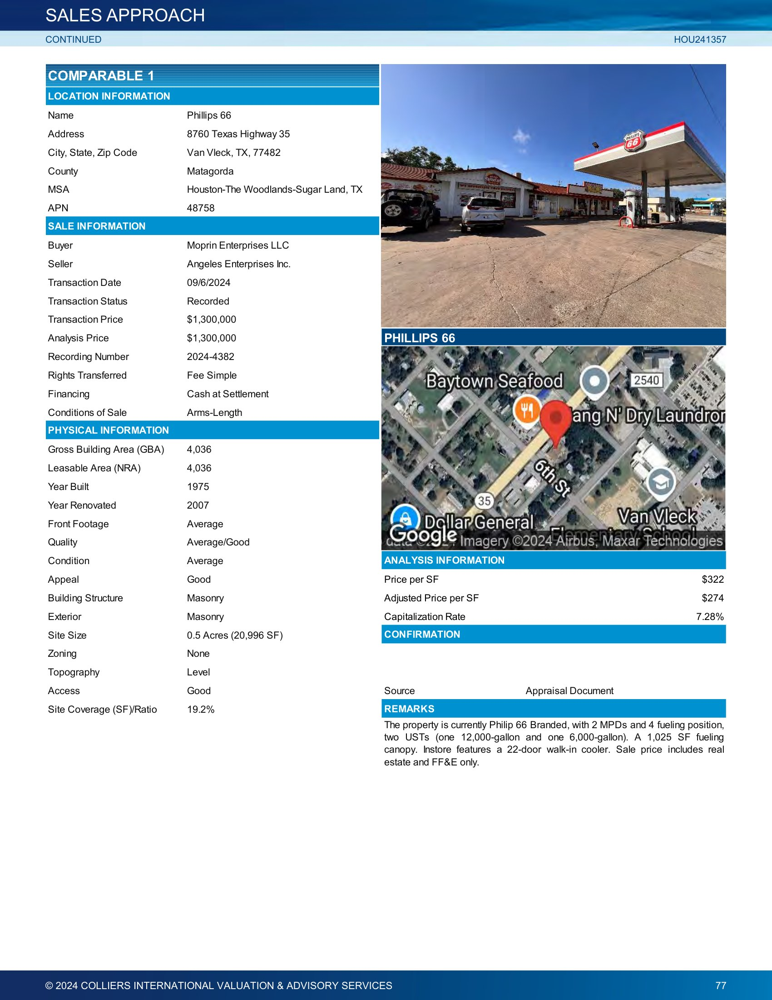 SALES APPROACH
CONTINUED
HOU241357
COMPARABLE 1
LOCATION INFORMATION
Name Phillips 66
Address 8760 Texas Highway 35
City, State, Zip Code Van Vleck, TX, 77482
County Matagorda
MSA Houston-The Woodlands-Sugar Land, TX
APN 48758
SALE INFORMATION
Buyer Moprin Enterprises LLC
Seller Angeles Enterprises Inc.
Transaction Date 09/6/2024
Transaction Status Recorded
Transaction Price $1,300,000
Analysis Price $1,300,000
Recording Number 2024-4382
Rights Transferred Fee Simple
Financing Cash at Settlement
Conditions of Sale Arms-Length
PHYSICAL INFORMATION
Gross Building Area (GBA) 4,036
Leasable Area (NRA) 4,036
Year Built 1975
Year Renovated 2007
Front Footage Average
Quality Average/Good
Condition Average
Appeal Good
Building Structure Masonry
Exterior Masonry
Site Size 0.5 Acres (20,996 SF)
Zoning None
Topography Level
Access Good
Site Coverage (SF)/Ratio 19.2%
PHILLIPS
66
KRUNCHY
WE APPRECIATE YOUR BUSINESS
PHILLIPS 66
Baytown Seafood
2540
ang N' Dry Laundror
6th St
35
Dollar General
Van Vleck
Elementary School
Google
data ©2024 Imagery ©2024 Airbus, Maxar Technologies
ANALYSIS INFORMATION
Price per SF $322
Adjusted Price per SF $274
Capitalization Rate 7.28%
CONFIRMATION
Source Appraisal Document
REMARKS
The property is currently Philip 66 Branded, with 2 MPDs and 4 fueling position,
two USTs (one 12,000-gallon and one 6,000-gallon). A 1,025 SF fueling
canopy. Instore features a 22-door walk-in cooler. Sale price includes real
estate and FF&E only.
© 2024 COLLIERS INTERNATIONAL VALUATION & ADVISORY SERVICES
77